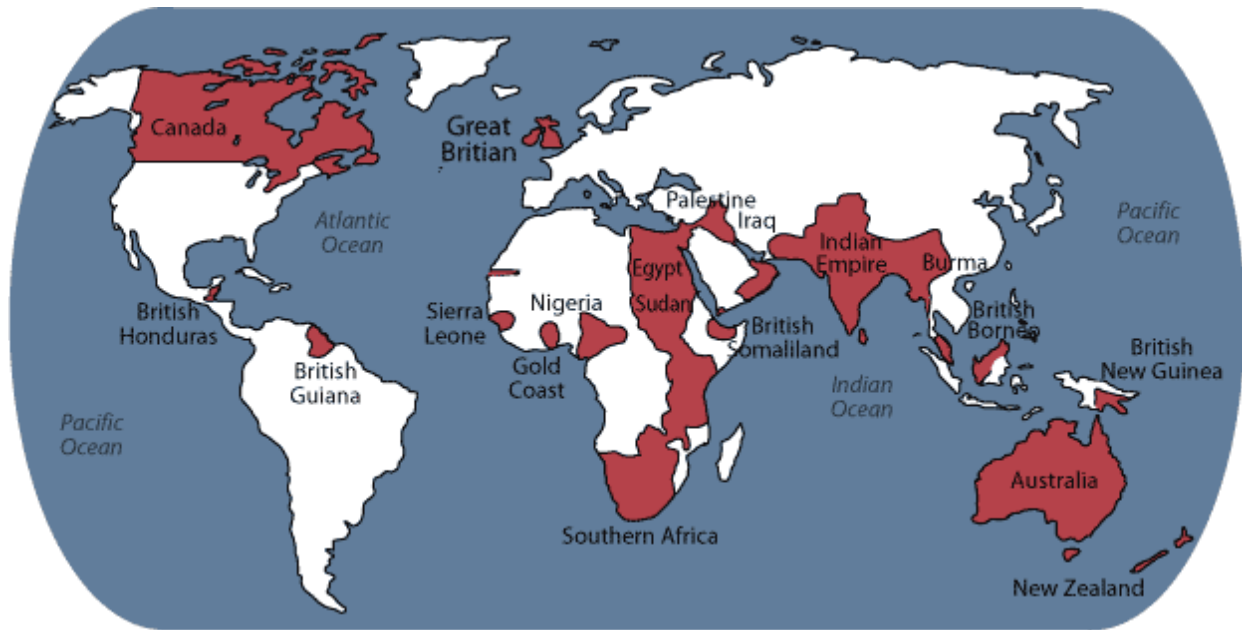 Canada
Great
Britian
Atlantic
Ocean
Palestine
Iraq
Pacific
Ocean
Indian
Empire
Burma
Egypt
Sudan
Nigeria
British
Honduras
Sierra
Leone
British
Somaliland
British
Borneo
British
New Guinea
Gold
Coast
British
Guiana
Indian
Ocean
Pacific
Ocean
Australia
Southern Africa
New Zealand